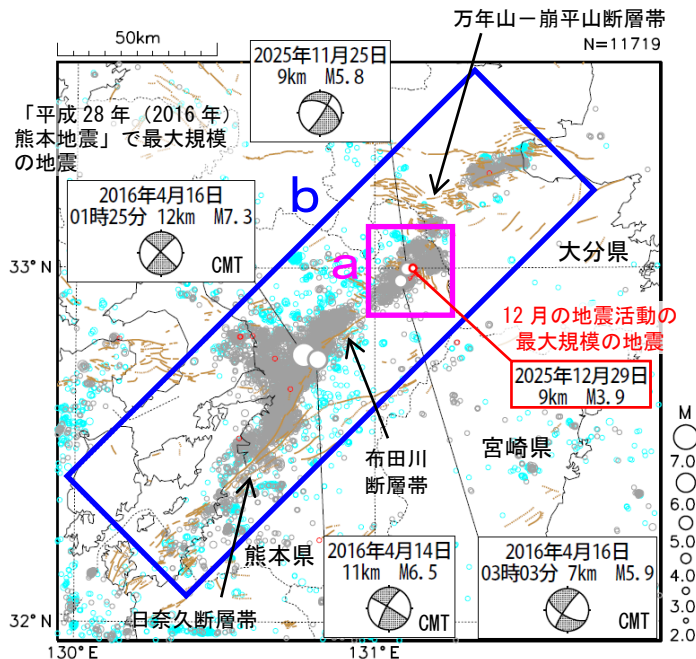 50km
万年山－崩平山断層帯
N=11719
2025年11月25日
9km M5.8
「平成28年（2016年）
熊本地震」で最大規模
の地震
b
2016年4月16日
01時25分 12km M7.3
CMT
大分県
33°N
a
12月の地震活動の
最大規模の地震
2025年12月29日
9km M3.9
宮崎県
布田川
断層帯
M
7.0
6.0
5.0
4.0
3.0
2.0
熊本県
2016年4月14日
11km M6.5
CMT
2016年4月16日
03時03分 7km M5.9
CMT
日奈久断層帯
32°N
130°E
131°E